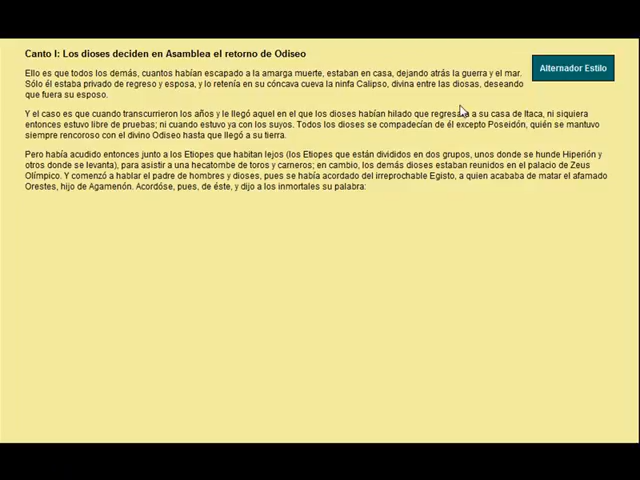 Canto I: Los dioses deciden en Asamblea el retorno de Odiseo
Alternador Estilo
Ello es que todos los demás, cuantos habían escapado a la amarga muerte, estaban en casa, dejando atrás la guerra y el mar.
Sólo él estaba privado de regreso y esposa, y lo retenía en su cóncava cueva la ninfa Calipso, divina entre las diosas, deseando
que fuera su esposo.
Y el caso es que cuando transcurrieron los años y le llegó aquel en el que los dioses habían hilado que regresara a su casa de Itaca, ni siquiera
entonces estuvo libre de pruebas; ni cuando estuvo ya con los suyos. Todos los dioses se compadecían de él excepto Poseidón, quién se mantuvo
siempre rencoroso con el divino Odiseo hasta que llegó a su tierra.
Pero había acudido entonces junto a los Etiopes que habitan lejos (los Etiopes que están divididos en dos grupos, unos donde se hunde Hiperión y
otros donde se levanta), para asistir a una hecatombe de toros y carneros; en cambio, los demás dioses estaban reunidos en el palacio de Zeus
Olímpico. Y comenzó a hablar el padre de hombres y dioses, pues se había acordado del irreprochable Egisto, a quien acababa de matar el afamado
Orestes, hijo de Agamenón. Acordóse, pues, de éste, y dijo a los inmortales su palabra: